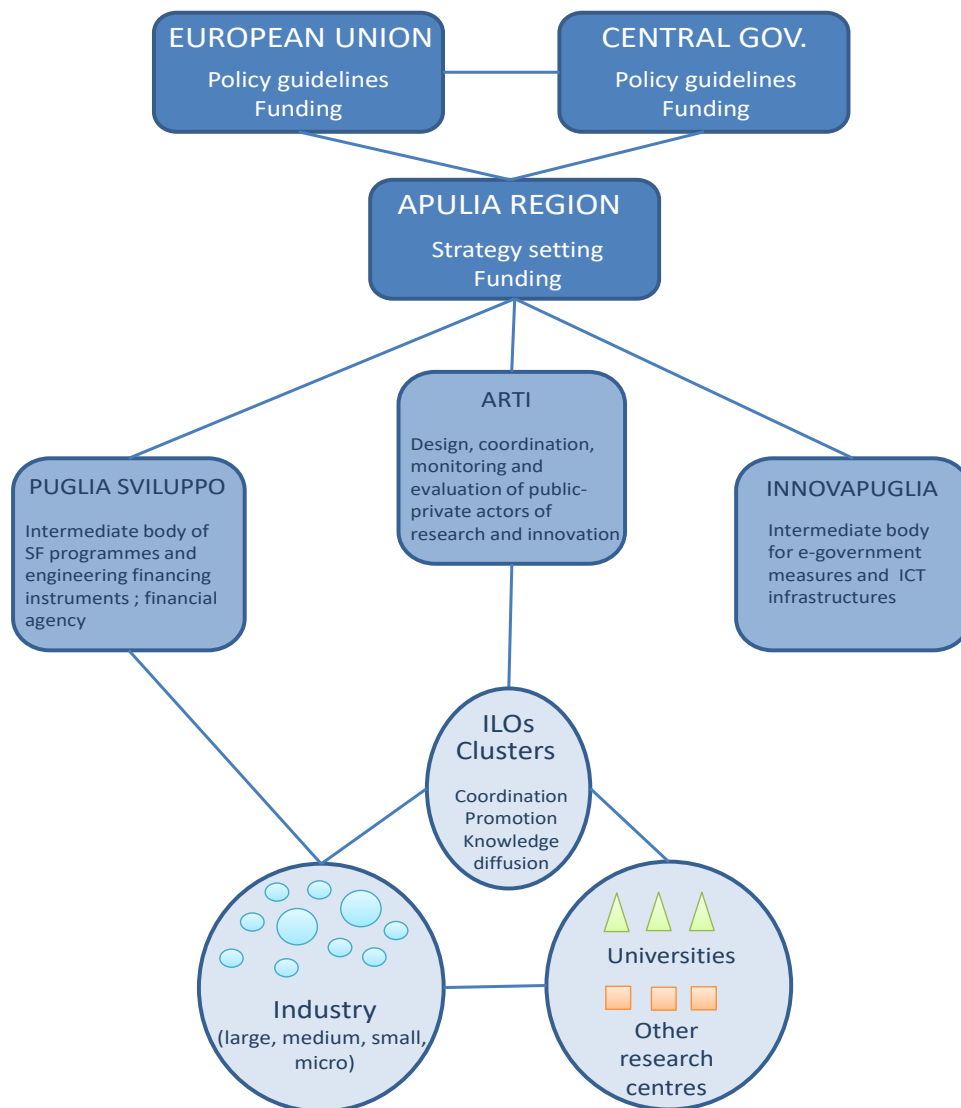 EUROPEAN UNION
Policy guidelines
Funding
CENTRAL GOV.
Policy guidelines
Funding
APULIA REGION
Strategy setting
Funding
ARTI
Design, coordination,
monitoring and
evaluation of public-
private actors of
research and innovation
PUGLIA SVILUPPO
Intermediate body of
SF programmes and
engineering financing
instruments ; financial
agency
INNOVAPUGLIA
Intermediate body
for e-government
measures and ICT
infrastructures
ILOs
Clusters
Coordination
Promotion
Knowledge
diffusion
Industry
(large, medium, small,
micro)
Universities
Other
research
centres